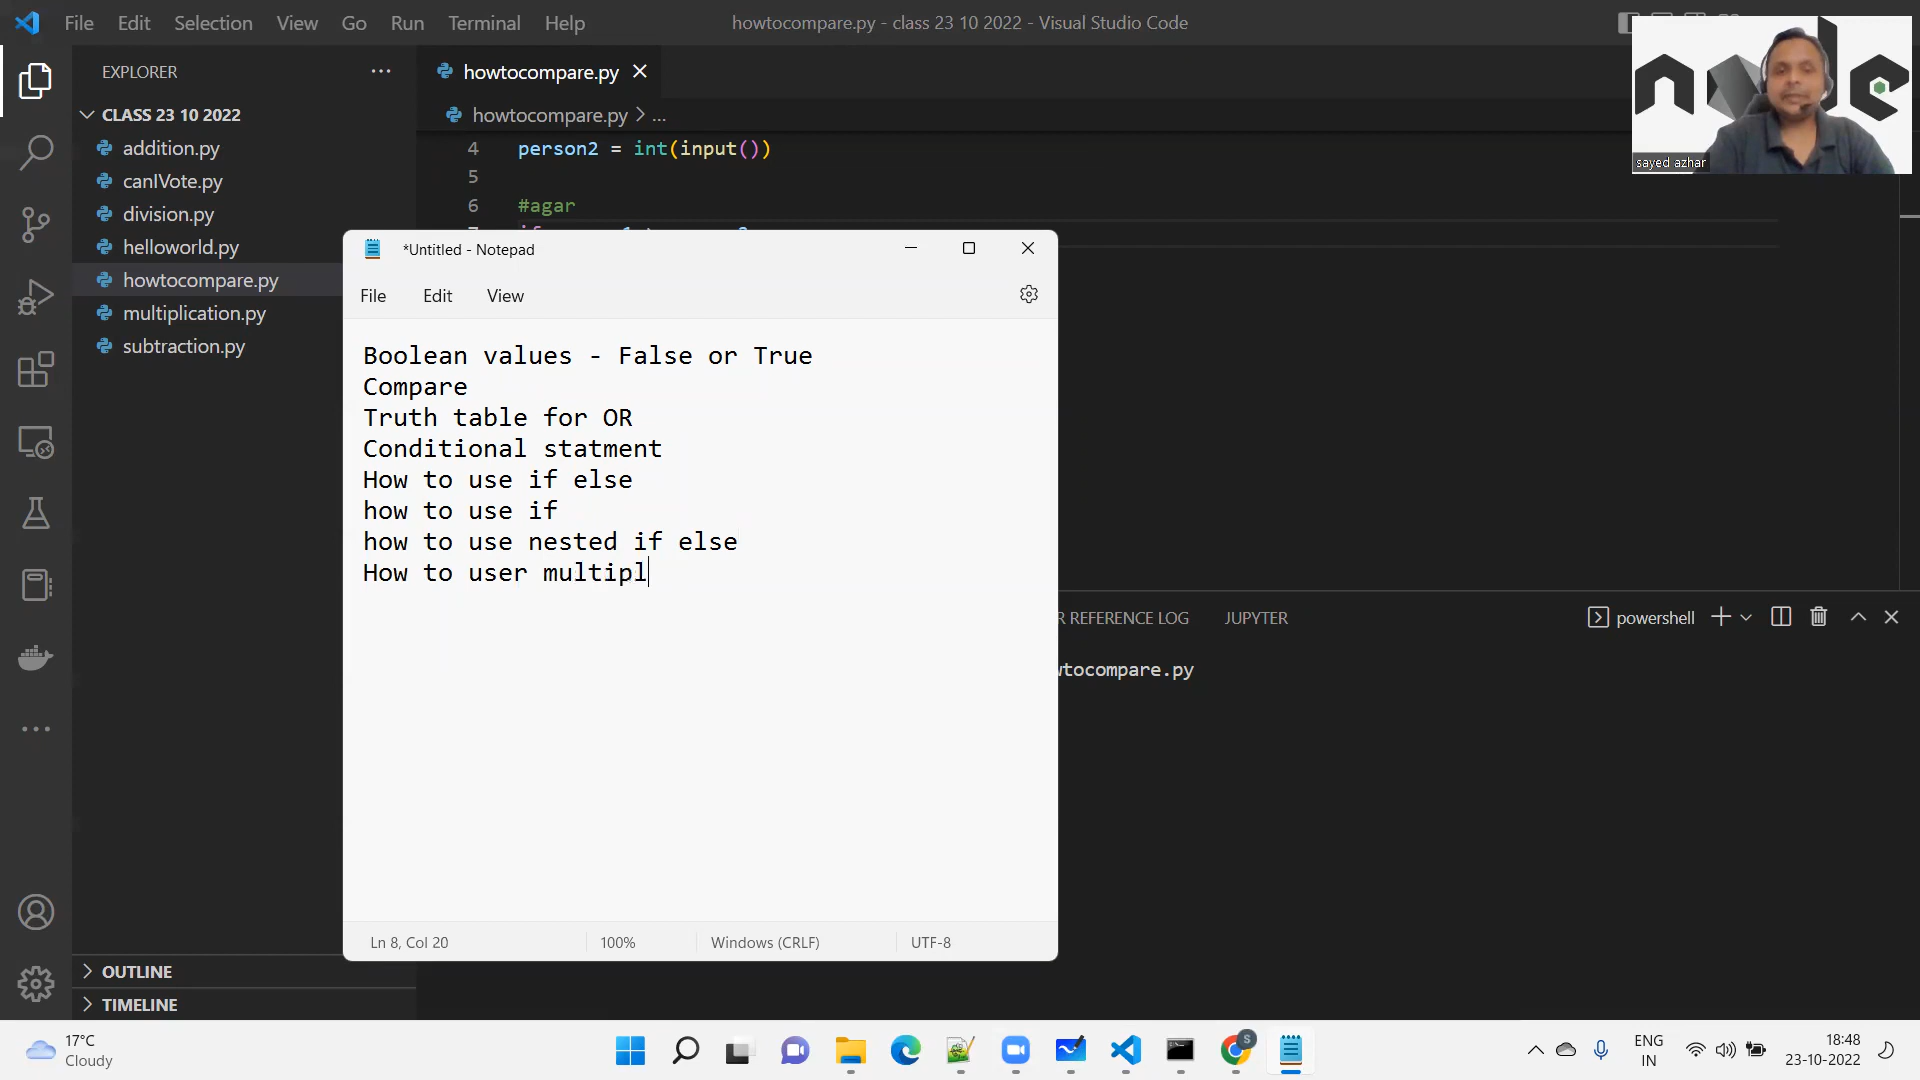 File Edit Selection View Go Run Terminal Help
howtocompare.py - class 23 10 2022 - Visual Studio Code
EXPLORER
CLASS 23 10 2022
addition.py
canIVote.py
division.py
helloworld.py
howtocompare.py
multiplication.py
subtraction.py
OUTLINE
TIMELINE
howtocompare.py
howtocompare.py > ...
4 person2 = int(input())
5
6 #agar
sayed azhar
*Untitled - Notepad
File Edit View
Boolean values - False or True
Compare
Truth table for OR
Conditional statment
How to use if else
how to use if
how to use nested if else
How to user multipl
Ln 8, Col 20
100%
Windows (CRLF)
UTF-8
R REFERENCE LOG
JUPYTER
powershell
tocompare.py
17°C
Cloudy
S
ENG
IN
18:48
23-10-2022